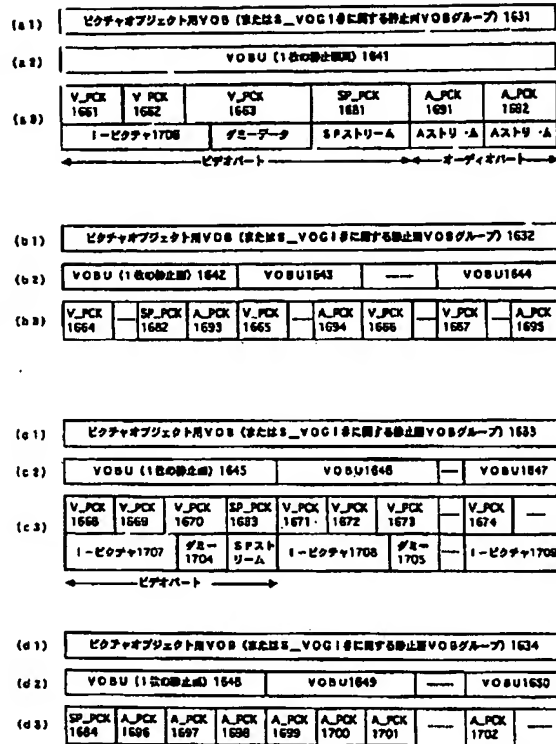 (a1) ピクチャオブジェクト用VOB (またはS__VOGI#に関する静止画VOBグループ) 1631
(a2) VOBU (1枚の静止画面) 1641
(a3) V_PCK 1661 V_PCK 1662 V_PCK 1663 SP_PCK 1681 A_PCK 1691 A_PCK 1692
I-ピクチャ1706 ダミーデータ SPストリーム Aストリーム Aストリーム
ビデオパート オーディオパート
(b1) ピクチャオブジェクト用VOB (またはS__VOGI#に関する静止画VOBグループ) 1632
(b2) VOBU (1枚の静止画) 1642 VOBU1643 VOBU1644
(b3) V_PCK 1664 SP_PCK 1682 A_PCK 1693 V_PCK 1665 A_PCK 1694 V_PCK 1666 V_PCK 1667 A_PCK 1695
(c1) ピクチャオブジェクト用VOB (またはS__VOGI#に関する静止画VOBグループ) 1633
(c2) VOBU (1枚の静止画) 1645 VOBU1646 VOBU1647
(c3) V_PCK 1668 V_PCK 1669 V_PCK 1670 SP_PCK 1683 V_PCK 1671 V_PCK 1672 V_PCK 1673 V_PCK 1674
I-ピクチャ1707 ダミー 1704 SPストリーム I-ピクチャ1708 ダミー 1705 I-ピクチャ1709
ビデオパート
(d1) ピクチャオブジェクト用VOB (またはS__VOGI#に関する静止画VOBグループ) 1634
(d2) VOBU (1枚の静止画) 1648 VOBU1649 VOBU1650
(d3) SP_PCK 1684 A_PCK 1696 A_PCK 1697 A_PCK 1698 A_PCK 1699 A_PCK 1700 A_PCK 1701 A_PCK 1702